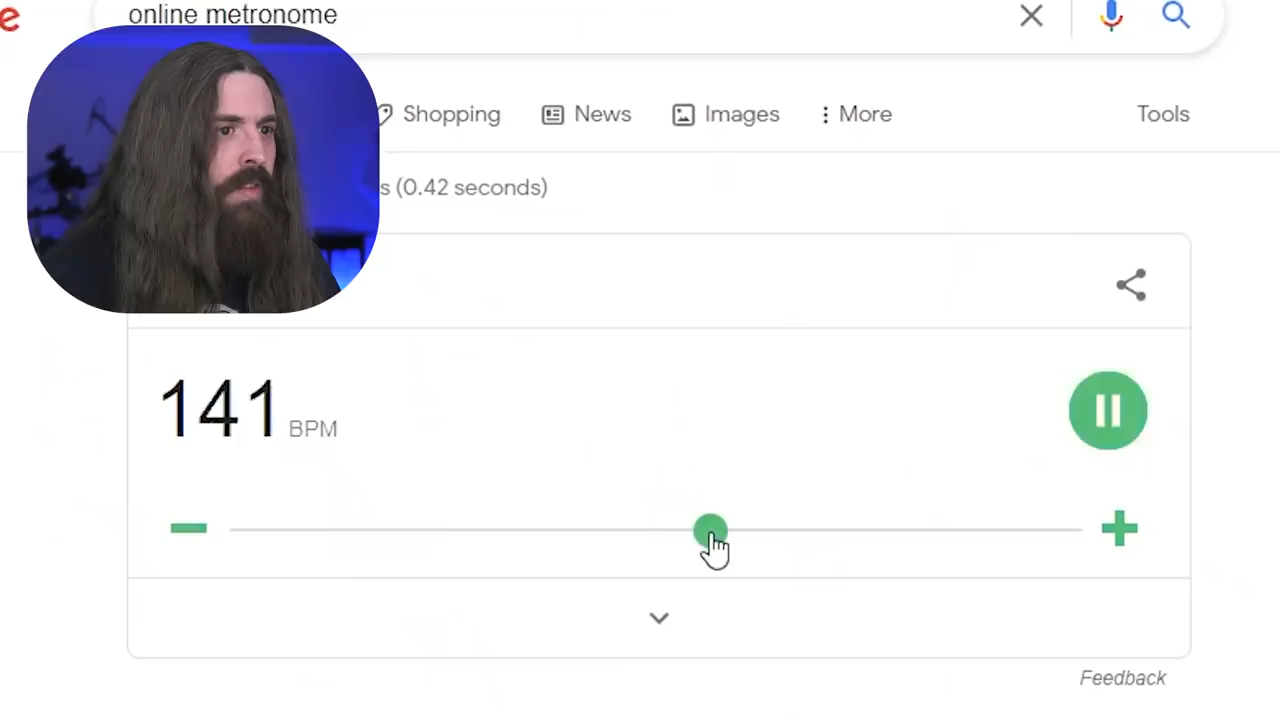 online metronome
Shopping News Images More Tools
s (0.42 seconds)
141 BPM
Feedback